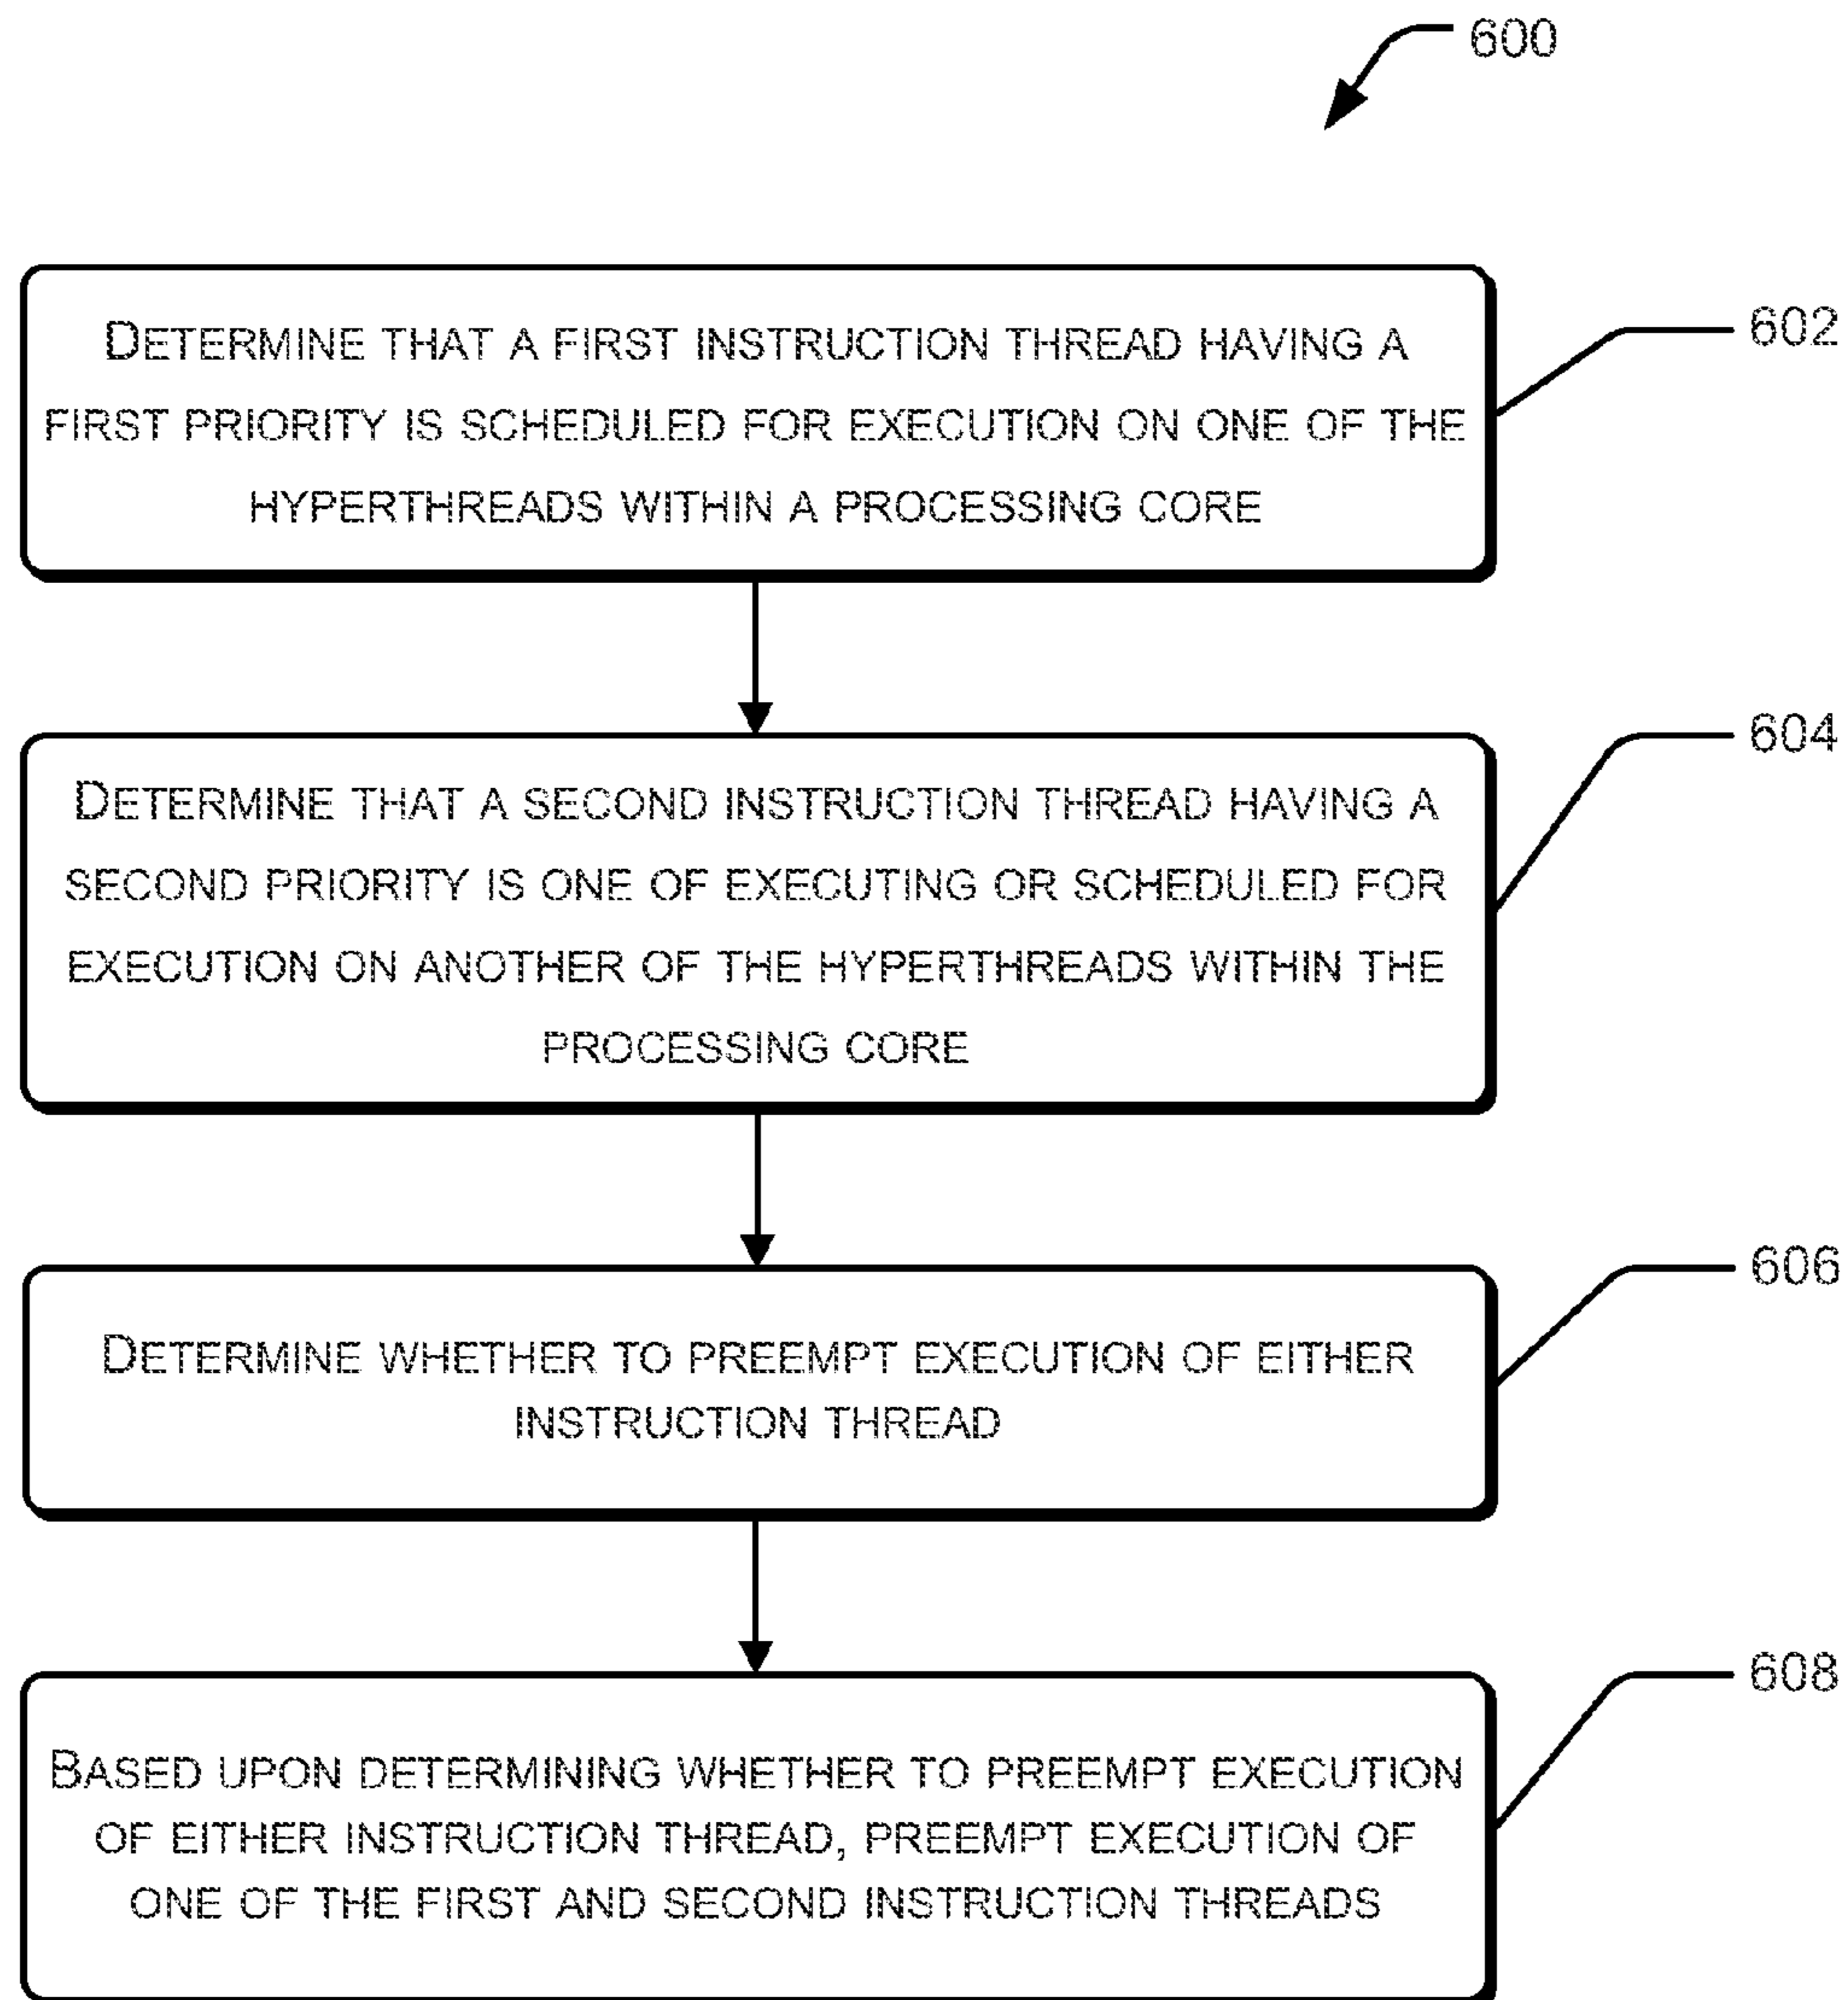 600
DETERMINE THAT A FIRST INSTRUCTION THREAD HAVING A
FIRST PRIORITY IS SCHEDULED FOR EXECUTION ON ONE OF THE
HYPERTHREADS WITHIN A PROCESSING CORE
602
DETERMINE THAT A SECOND INSTRUCTION THREAD HAVING A
SECOND PRIORITY IS ONE OF EXECUTING OR SCHEDULED FOR
EXECUTION ON ANOTHER OF THE HYPERTHREADS WITHIN THE
PROCESSING CORE
604
DETERMINE WHETHER TO PREEMPT EXECUTION OF EITHER
INSTRUCTION THREAD
606
BASED UPON DETERMINING WHETHER TO PREEMPT EXECUTION
OF EITHER INSTRUCTION THREAD, PREEMPT EXECUTION OF
ONE OF THE FIRST AND SECOND INSTRUCTION THREADS
608